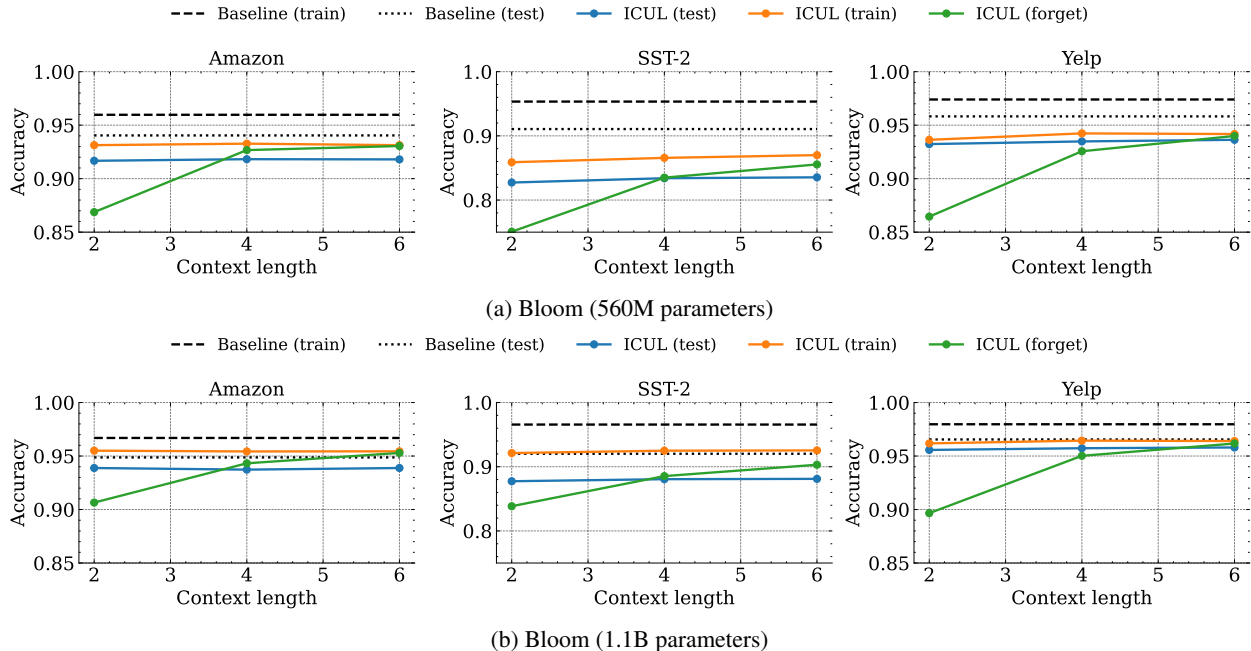 Baseline (train) Baseline (test) ICUL (test) ICUL (train) ICUL (forget)
Amazon SST-2 Yelp
Accuracy
1.00
0.95
0.90
0.85
2 3 4 5 6
Context length
Accuracy
1.0
0.9
0.8
2 3 4 5 6
Context length
Accuracy
1.00
0.95
0.90
0.85
2 3 4 5 6
Context length
(a) Bloom (560M parameters)
Baseline (train) Baseline (test) ICUL (test) ICUL (train) ICUL (forget)
Amazon SST-2 Yelp
Accuracy
1.00
0.95
0.90
0.85
2 3 4 5 6
Context length
Accuracy
1.0
0.9
0.8
2 3 4 5 6
Context length
Accuracy
1.00
0.95
0.90
0.85
2 3 4 5 6
Context length
(b) Bloom (1.1B parameters)